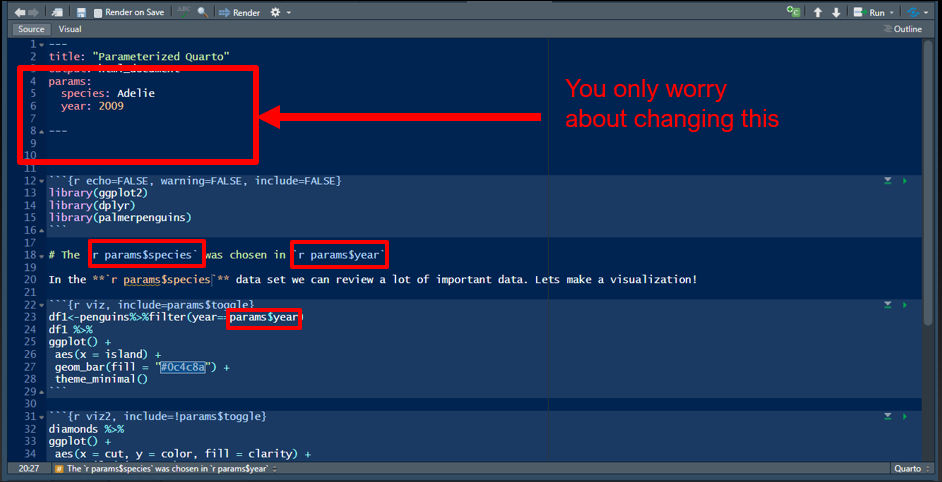 Render on Save
ABC
Render
Run
Source Visual
Outline
1 ---
2 title: "Parameterized Quarto"
3 output: html_document
4 params:
5 species: Adelie
6 year: 2009
7
8 ---
9
10
11
12 ```{r echo=FALSE, warning=FALSE, include=FALSE}
13 library(ggplot2)
14 library(dplyr)
15 library(palmerpenguins)
16 ```
17
18 # The `r params$species` was chosen in `r params$year`
19
20 In the **`r params$species`** data set we can review a lot of important data. Lets make a visualization!
21
22 ```{r viz, include=params$toggle}
23 df1<-penguins%>%filter(year==params$year)
24 df1 %>%
25 ggplot() +
26 aes(x = island) +
27 geom_bar(fill = "#0c4c8a") +
28 theme_minimal()
29 ```
30
31 ```{r viz2, include=!params$toggle}
32 diamonds %>%
33 ggplot() +
34 aes(x = cut, y = color, fill = clarity) +
You only worry
about changing this
20:27 # The `r params$species` was chosen in `r params$year` Quarto